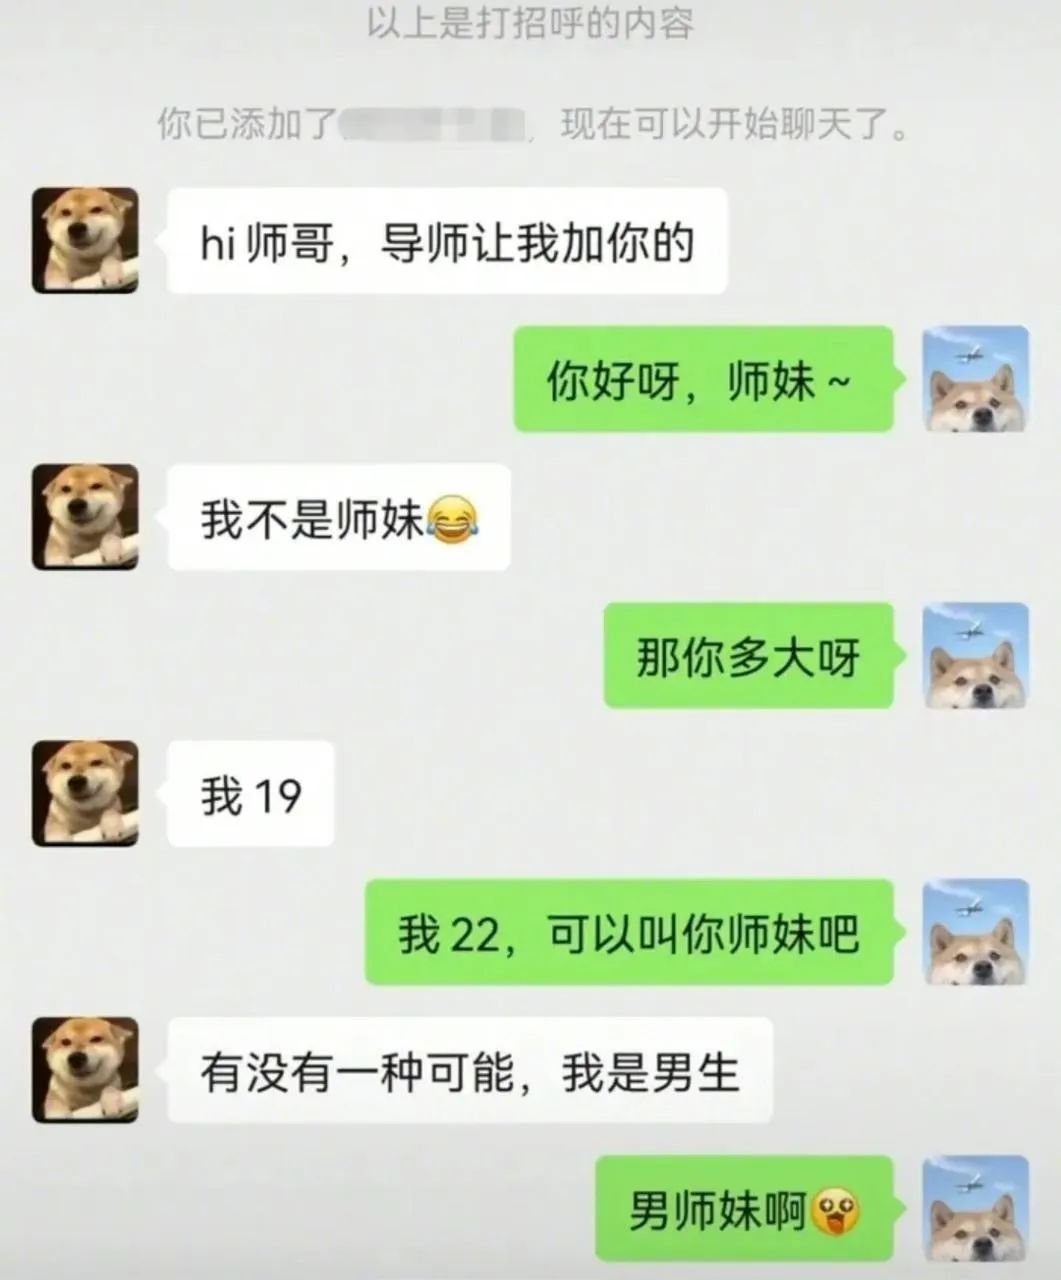 以上是打招呼的内容
你已添加了 ，现在可以开始聊天了。
hi 师哥，导师让我加你的
你好呀，师妹～
我不是师妹😂
那你多大呀
我 19
我 22，可以叫你师妹吧
有没有一种可能，我是男生
男师妹啊🤩